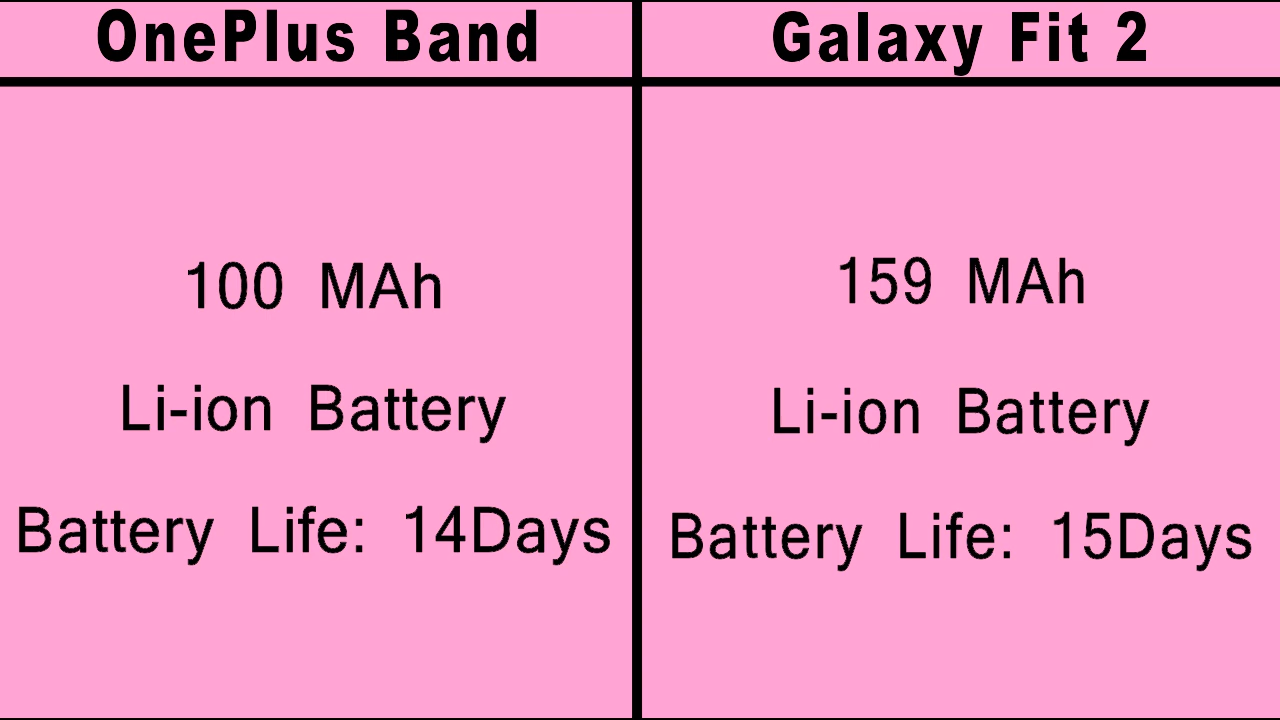 OnePlus Band
Galaxy Fit 2
100 MAh
Li-ion Battery
Battery Life: 14Days
159 MAh
Li-ion Battery
Battery Life: 15Days